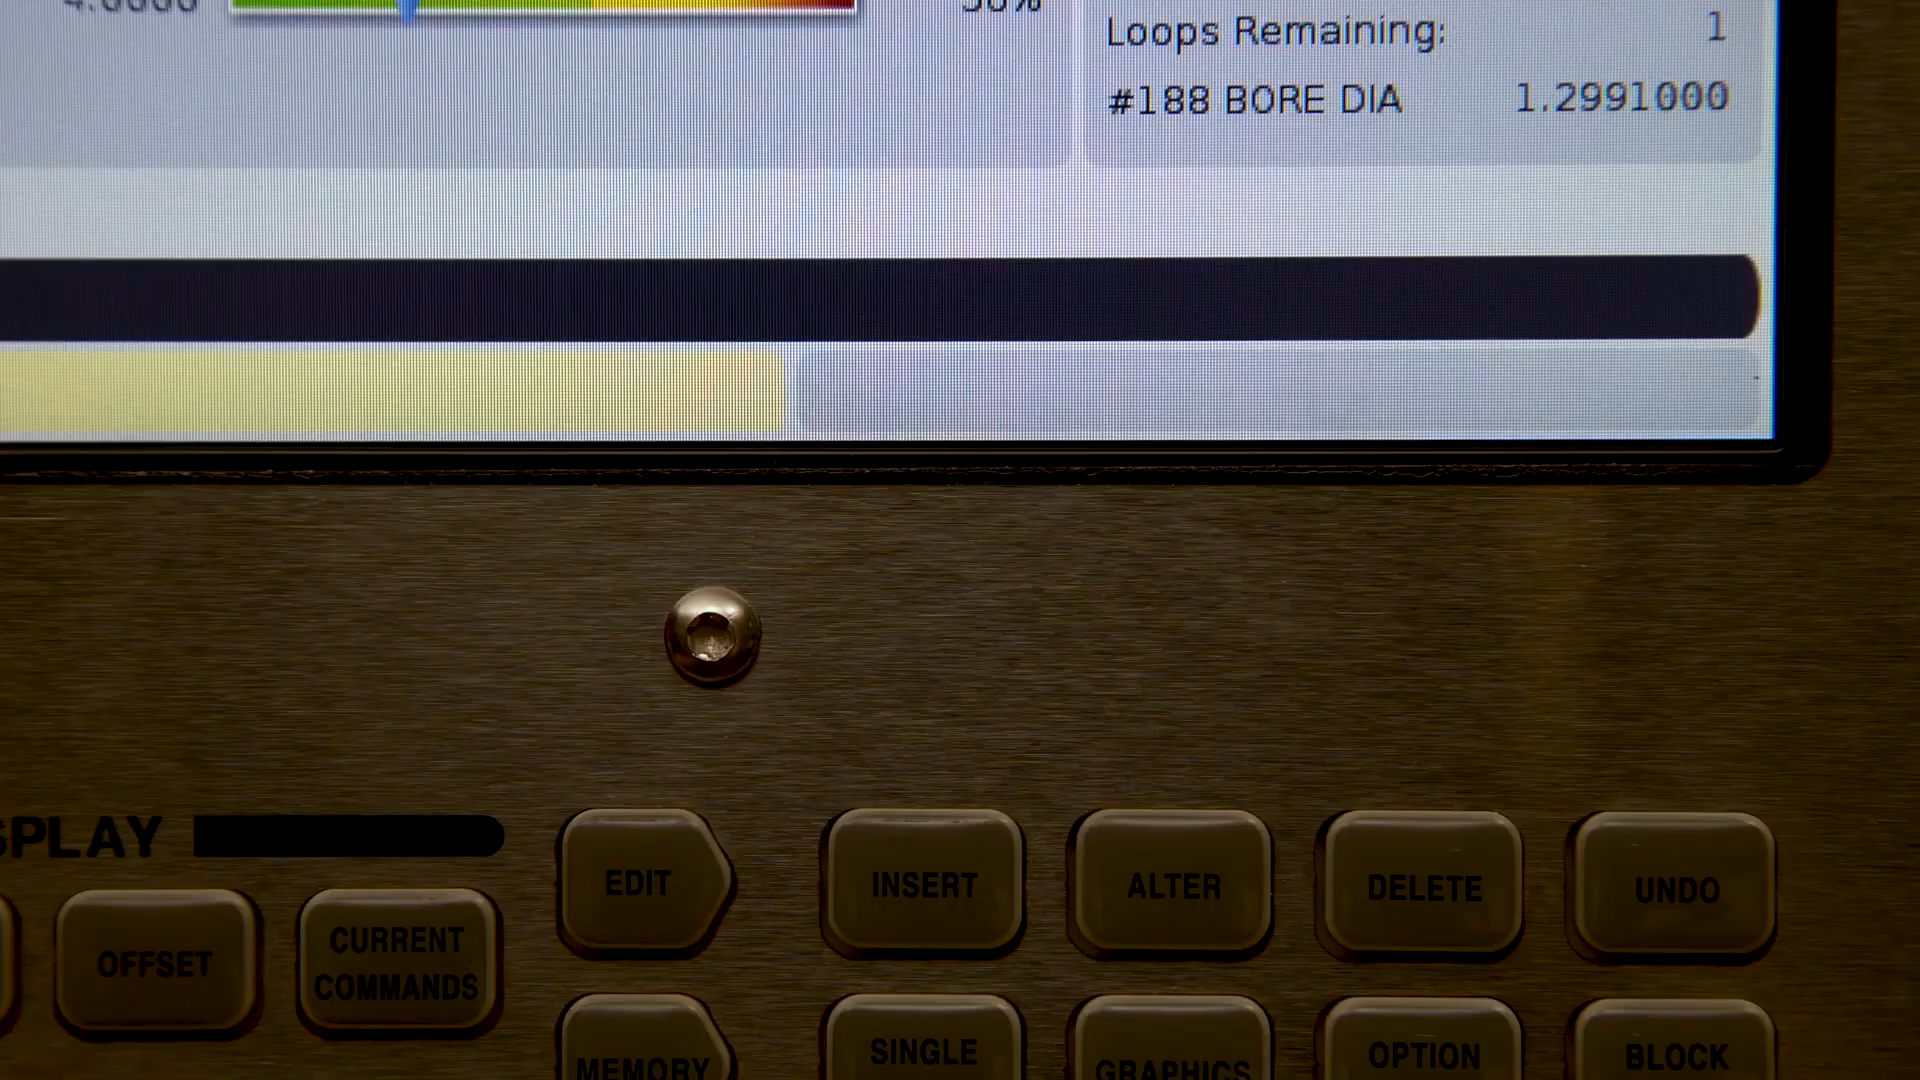 Loops Remaining: 1
#188 BORE DIA 1.2991000
EDIT INSERT ALTER DELETE UNDO
OFFSET CURRENT
COMMANDS
MEMORY SINGLE GRAPHICS OPTION BLOCK